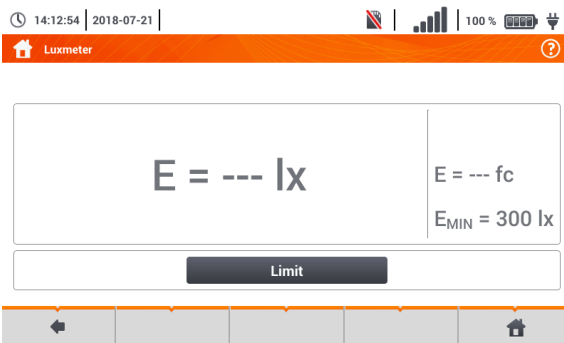 14:12:54 2018-07-21 100 %
Luxmeter ?
E = --- lx
E = --- fc
EMIN = 300 lx
Limit